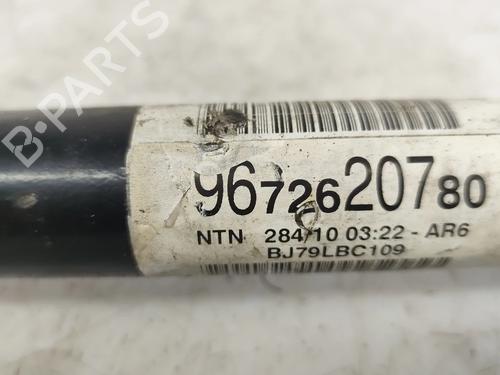 B-PARTS
9672620780
NTN 284/10 03:22 - AR6
BJ79LBC109